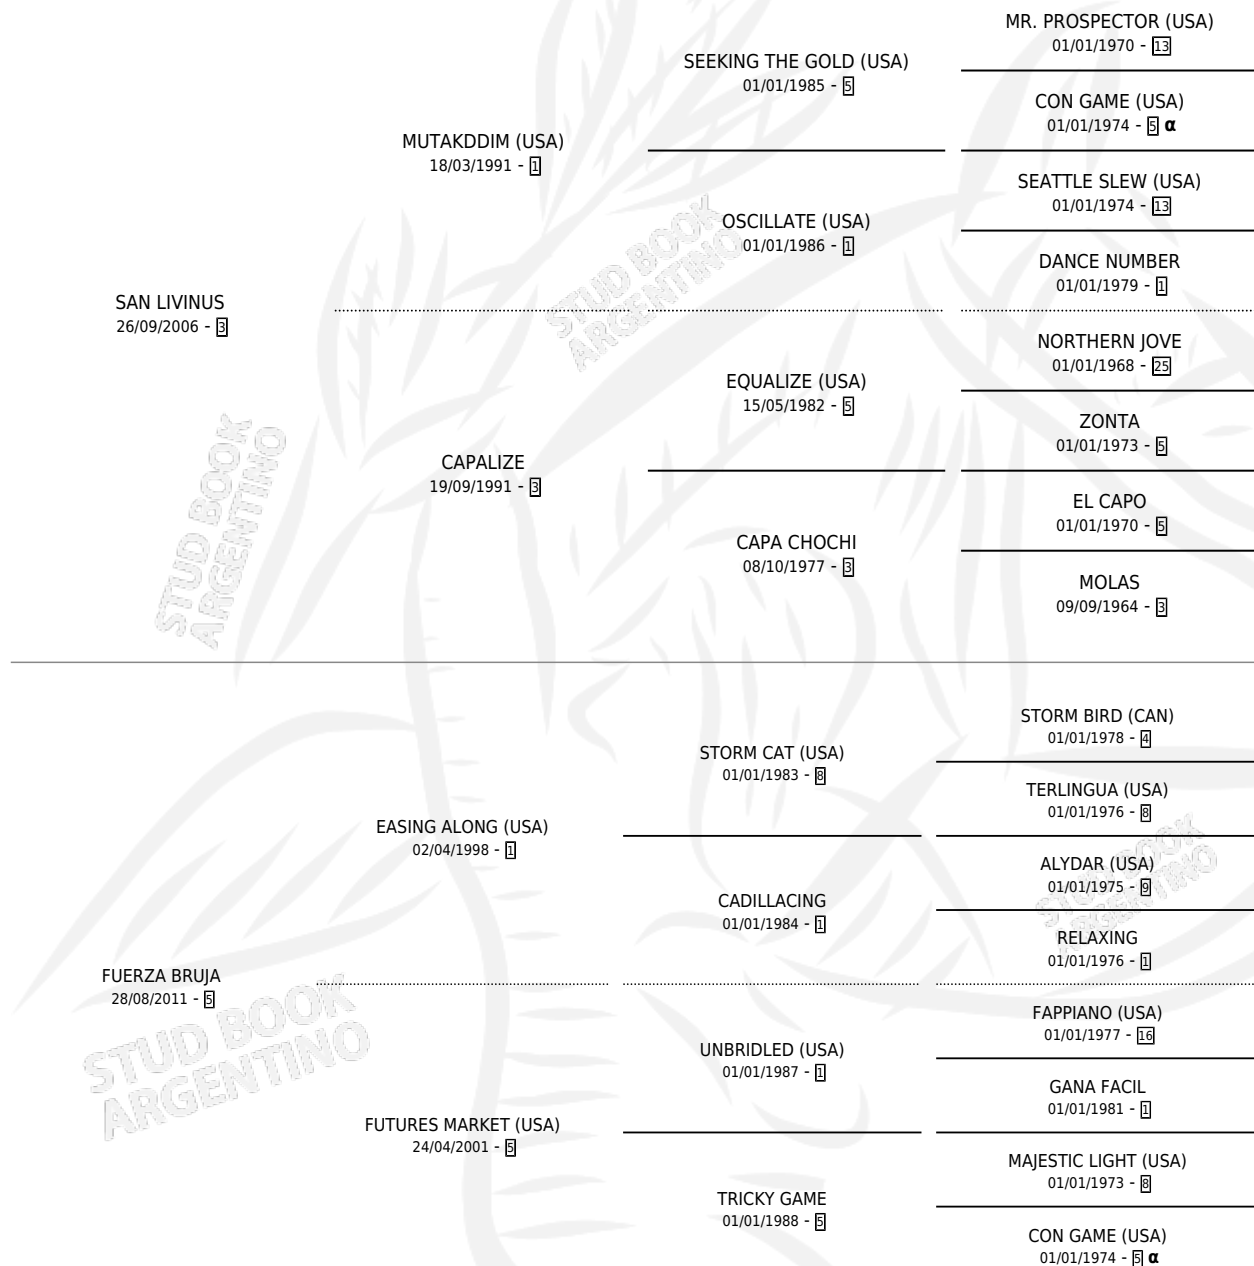 MR. PROSPECTOR (USA)
01/01/1970 - 13
SEEKING THE GOLD (USA)
01/01/1985 - 5
CON GAME (USA)
01/01/1974 - 5 α
MUTAKDDIM (USA)
18/03/1991 - 1
SEATTLE SLEW (USA)
01/01/1974 - 13
OSCILLATE (USA)
01/01/1986 - 1
DANCE NUMBER
01/01/1979 - 1
SAN LIVINUS
26/09/2006 - 3
NORTHERN JOVE
01/01/1968 - 25
EQUALIZE (USA)
15/05/1982 - 5
ZONTA
01/01/1973 - 5
CAPALIZE
19/09/1991 - 3
EL CAPO
01/01/1970 - 5
CAPA CHOCHI
08/10/1977 - 3
MOLAS
09/09/1964 - 3
STORM BIRD (CAN)
01/01/1978 - 4
STORM CAT (USA)
01/01/1983 - 8
TERLINGUA (USA)
01/01/1976 - 8
EASING ALONG (USA)
02/04/1998 - 1
ALYDAR (USA)
01/01/1975 - 9
CADILLACING
01/01/1984 - 1
RELAXING
01/01/1976 - 1
FUERZA BRUJA
28/08/2011 - 5
FAPPIANO (USA)
01/01/1977 - 16
UNBRIDLED (USA)
01/01/1987 - 1
GANA FACIL
01/01/1981 - 1
FUTURES MARKET (USA)
24/04/2001 - 5
MAJESTIC LIGHT (USA)
01/01/1973 - 8
TRICKY GAME
01/01/1988 - 5
CON GAME (USA)
01/01/1974 - 5 α
STUD BOOK
ARGENTINO
STUD BOOK
ARGENTINO
STUD BOOK
ARGENTINO
STUD BOOK
ARGENTINO